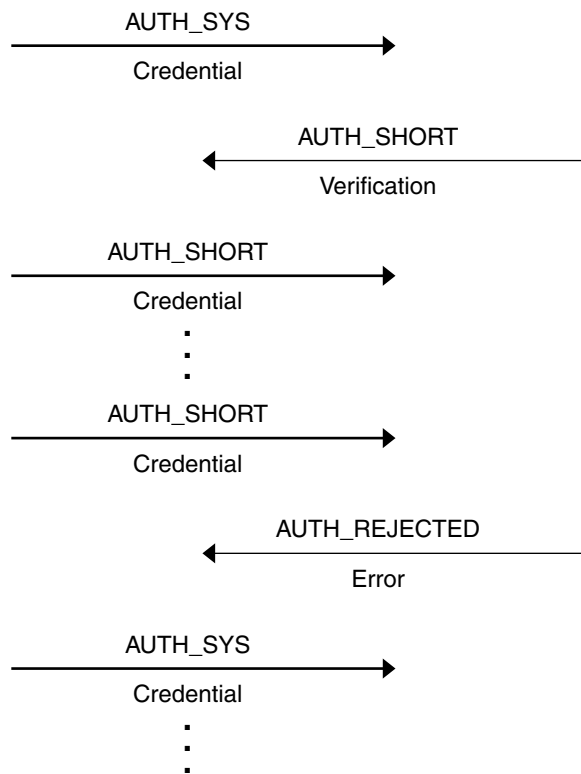 AUTH_SYS
Credential
AUTH_SHORT
Verification
AUTH_SHORT
Credential
AUTH_SHORT
Credential
AUTH_REJECTED
Error
AUTH_SYS
Credential